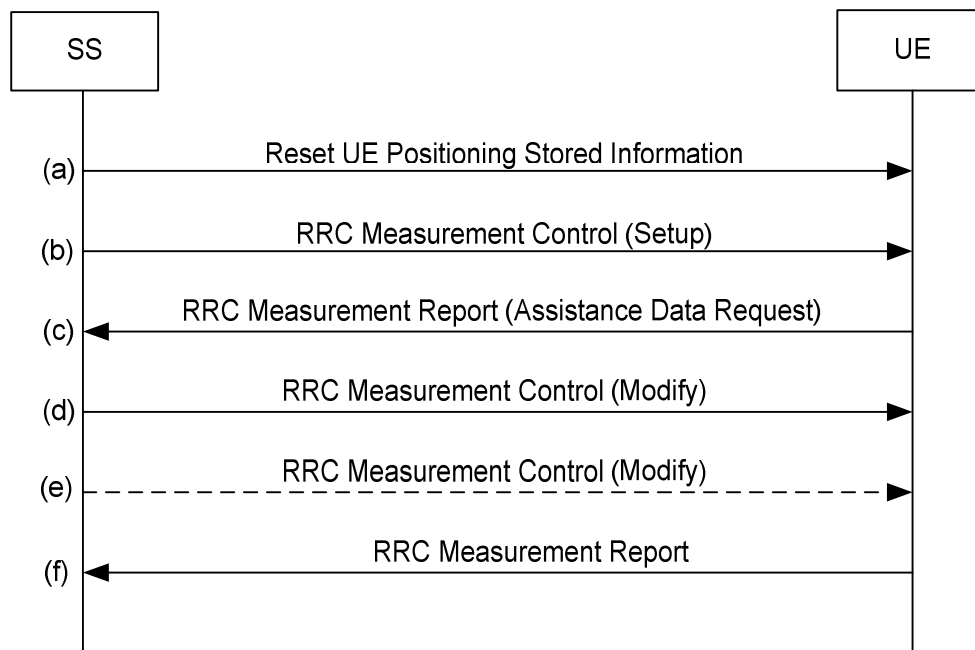 SS
UE
(a)
Reset UE Positioning Stored Information
(b)
RRC Measurement Control (Setup)
(c)
RRC Measurement Report (Assistance Data Request)
(d)
RRC Measurement Control (Modify)
(e)
RRC Measurement Control (Modify)
(f)
RRC Measurement Report